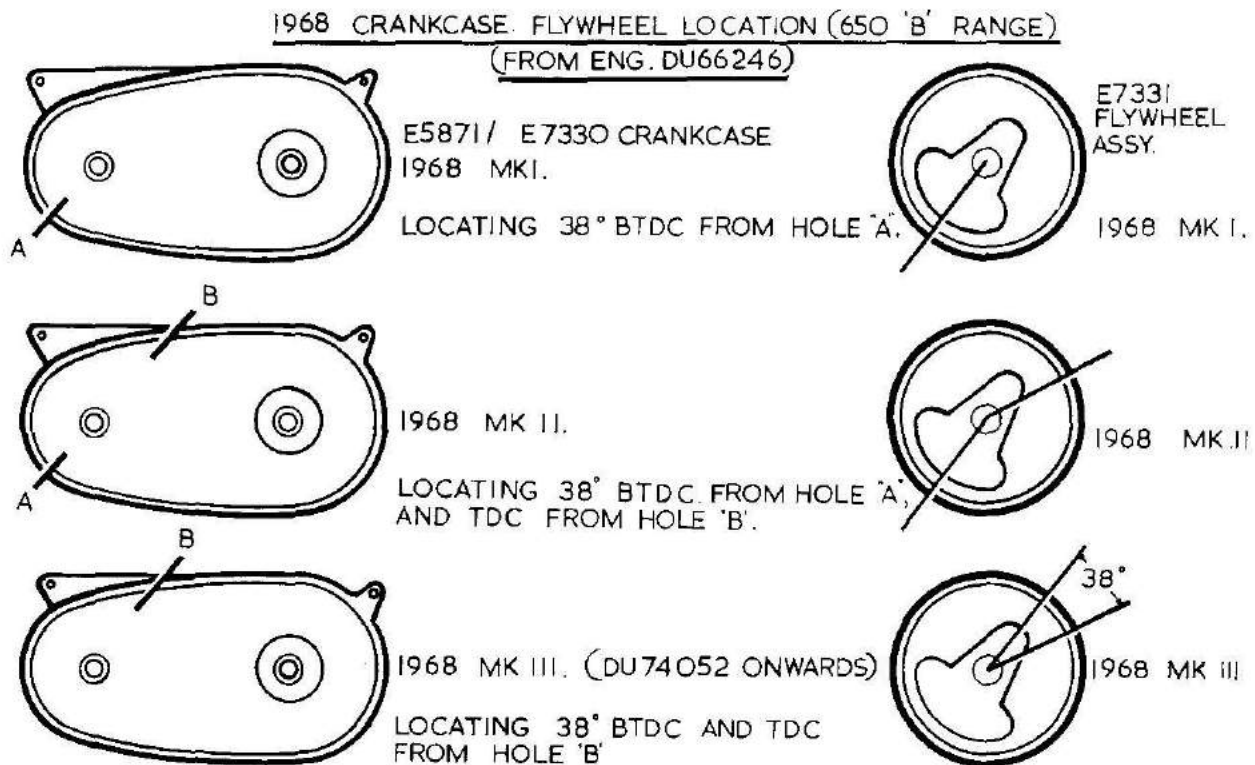 1968 CRANKCASE. FLYWHEEL LOCATION (650 'B' RANGE)
(FROM ENG. DU66246)
E5871/ E7330 CRANKCASE
1968 MKI.
LOCATING 38° BTDC FROM HOLE "A".
A
E7331
FLYWHEEL
ASSY.
1968 MK I.
B
1968 MK II.
A
LOCATING 38° BTDC. FROM HOLE "A",
AND TDC FROM HOLE 'B'.
1968 MK.II
B
1968 MK III. (DU74052 ONWARDS)
LOCATING 38° BTDC AND TDC
FROM HOLE 'B'
38°
1968 MK III